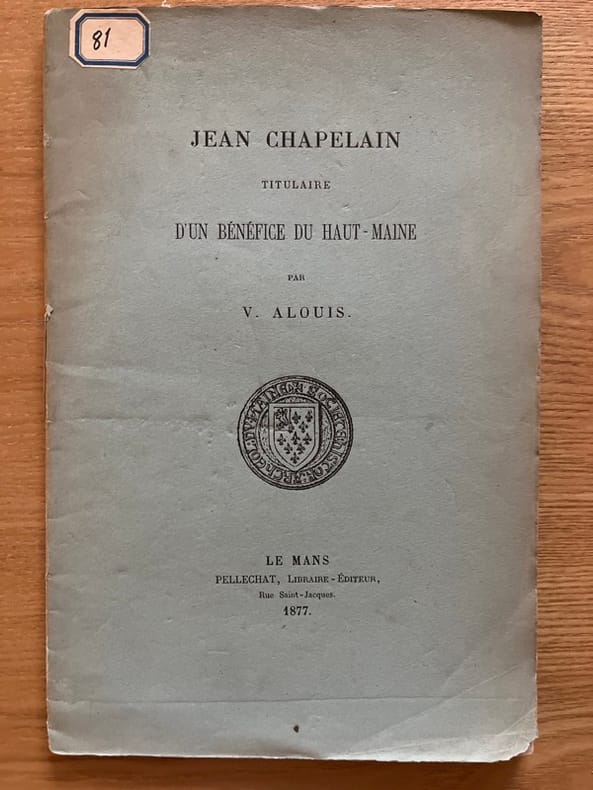 81
JEAN CHAPELAIN
TITULAIRE
D'UN BÉNÉFICE DU HAUT-MAINE
PAR
V. ALOUIS.
LE MANS
PELLECHAT, LIBRAIRE-ÉDITEUR,
Rue Saint-Jacques.
1877.